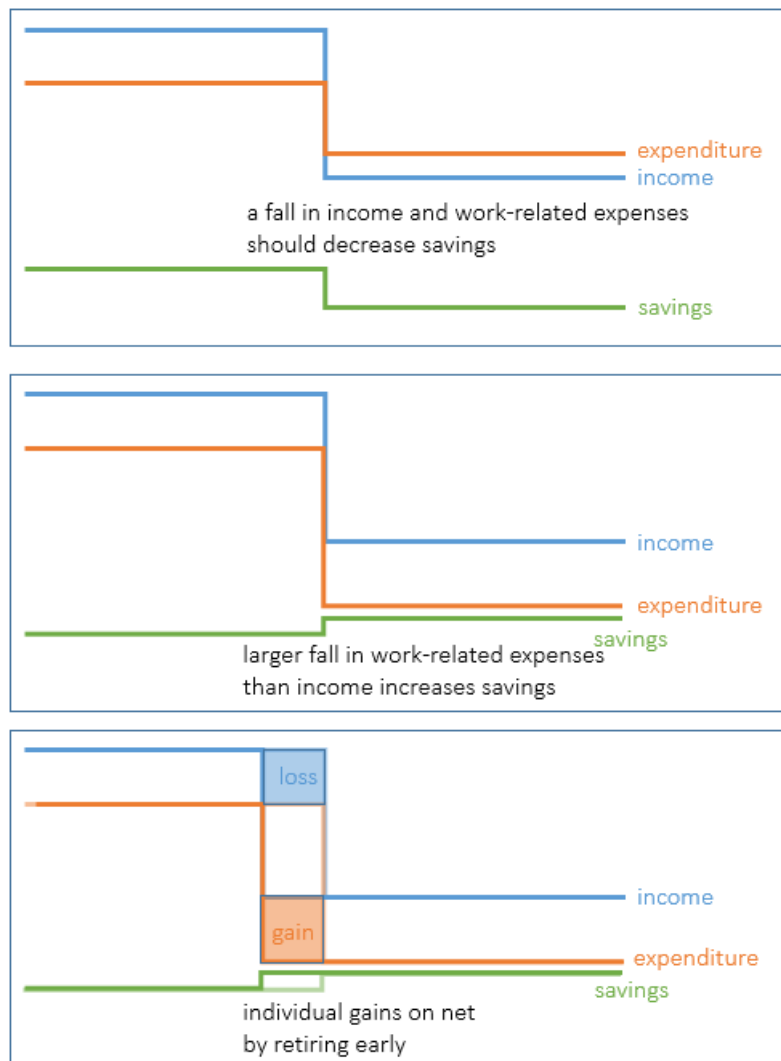 expenditure
income
a fall in income and work-related expenses
should decrease savings
savings
income
expenditure
savings
larger fall in work-related expenses
than income increases savings
loss
income
gain
expenditure
savings
individual gains on net
by retiring early